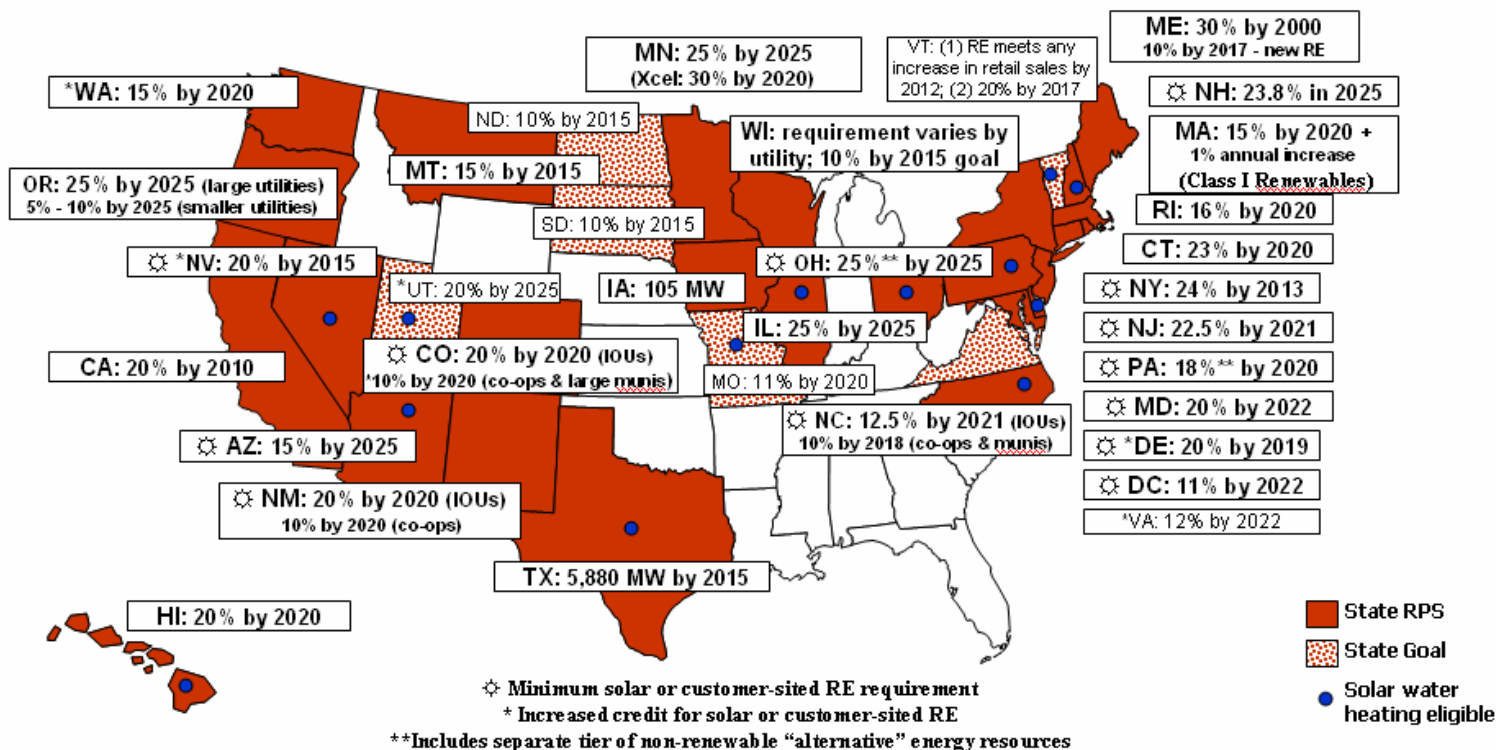 ME: 30% by 2000
10% by 2017 - new RE
MN: 25% by 2025
(Xcel: 30% by 2020)
VT: (1) RE meets any
increase in retail sales by
2012; (2) 20% by 2017
*WA: 15% by 2020
☼ NH: 23.8% in 2025
ND: 10% by 2015
WI: requirement varies by
utility; 10% by 2015 goal
MA: 15% by 2020 +
1% annual increase
(Class I Renewables)
MT: 15% by 2015
OR: 25% by 2025 (large utilities)
5% - 10% by 2025 (smaller utilities)
RI: 16% by 2020
SD: 10% by 2015
CT: 23% by 2020
☼ *NV: 20% by 2015
☼ OH: 25%** by 2025
*UT: 20% by 2025
IA: 105 MW
☼ NY: 24% by 2013
IL: 25% by 2025
☼ NJ: 22.5% by 2021
CA: 20% by 2010
☼ CO: 20% by 2020 (IOUs)
*10% by 2020 (co-ops & large munis)
MO: 11% by 2020
☼ PA: 18%** by 2020
☼ NC: 12.5% by 2021 (IOUs)
10% by 2018 (co-ops & munis)
☼ MD: 20% by 2022
☼ AZ: 15% by 2025
☼ *DE: 20% by 2019
☼ NM: 20% by 2020 (IOUs)
10% by 2020 (co-ops)
☼ DC: 11% by 2022
*VA: 12% by 2022
TX: 5,880 MW by 2015
HI: 20% by 2020
State RPS
State Goal
Solar water
heating eligible
☼ Minimum solar or customer-sited RE requirement
* Increased credit for solar or customer-sited RE
**Includes separate tier of non-renewable “alternative” energy resources